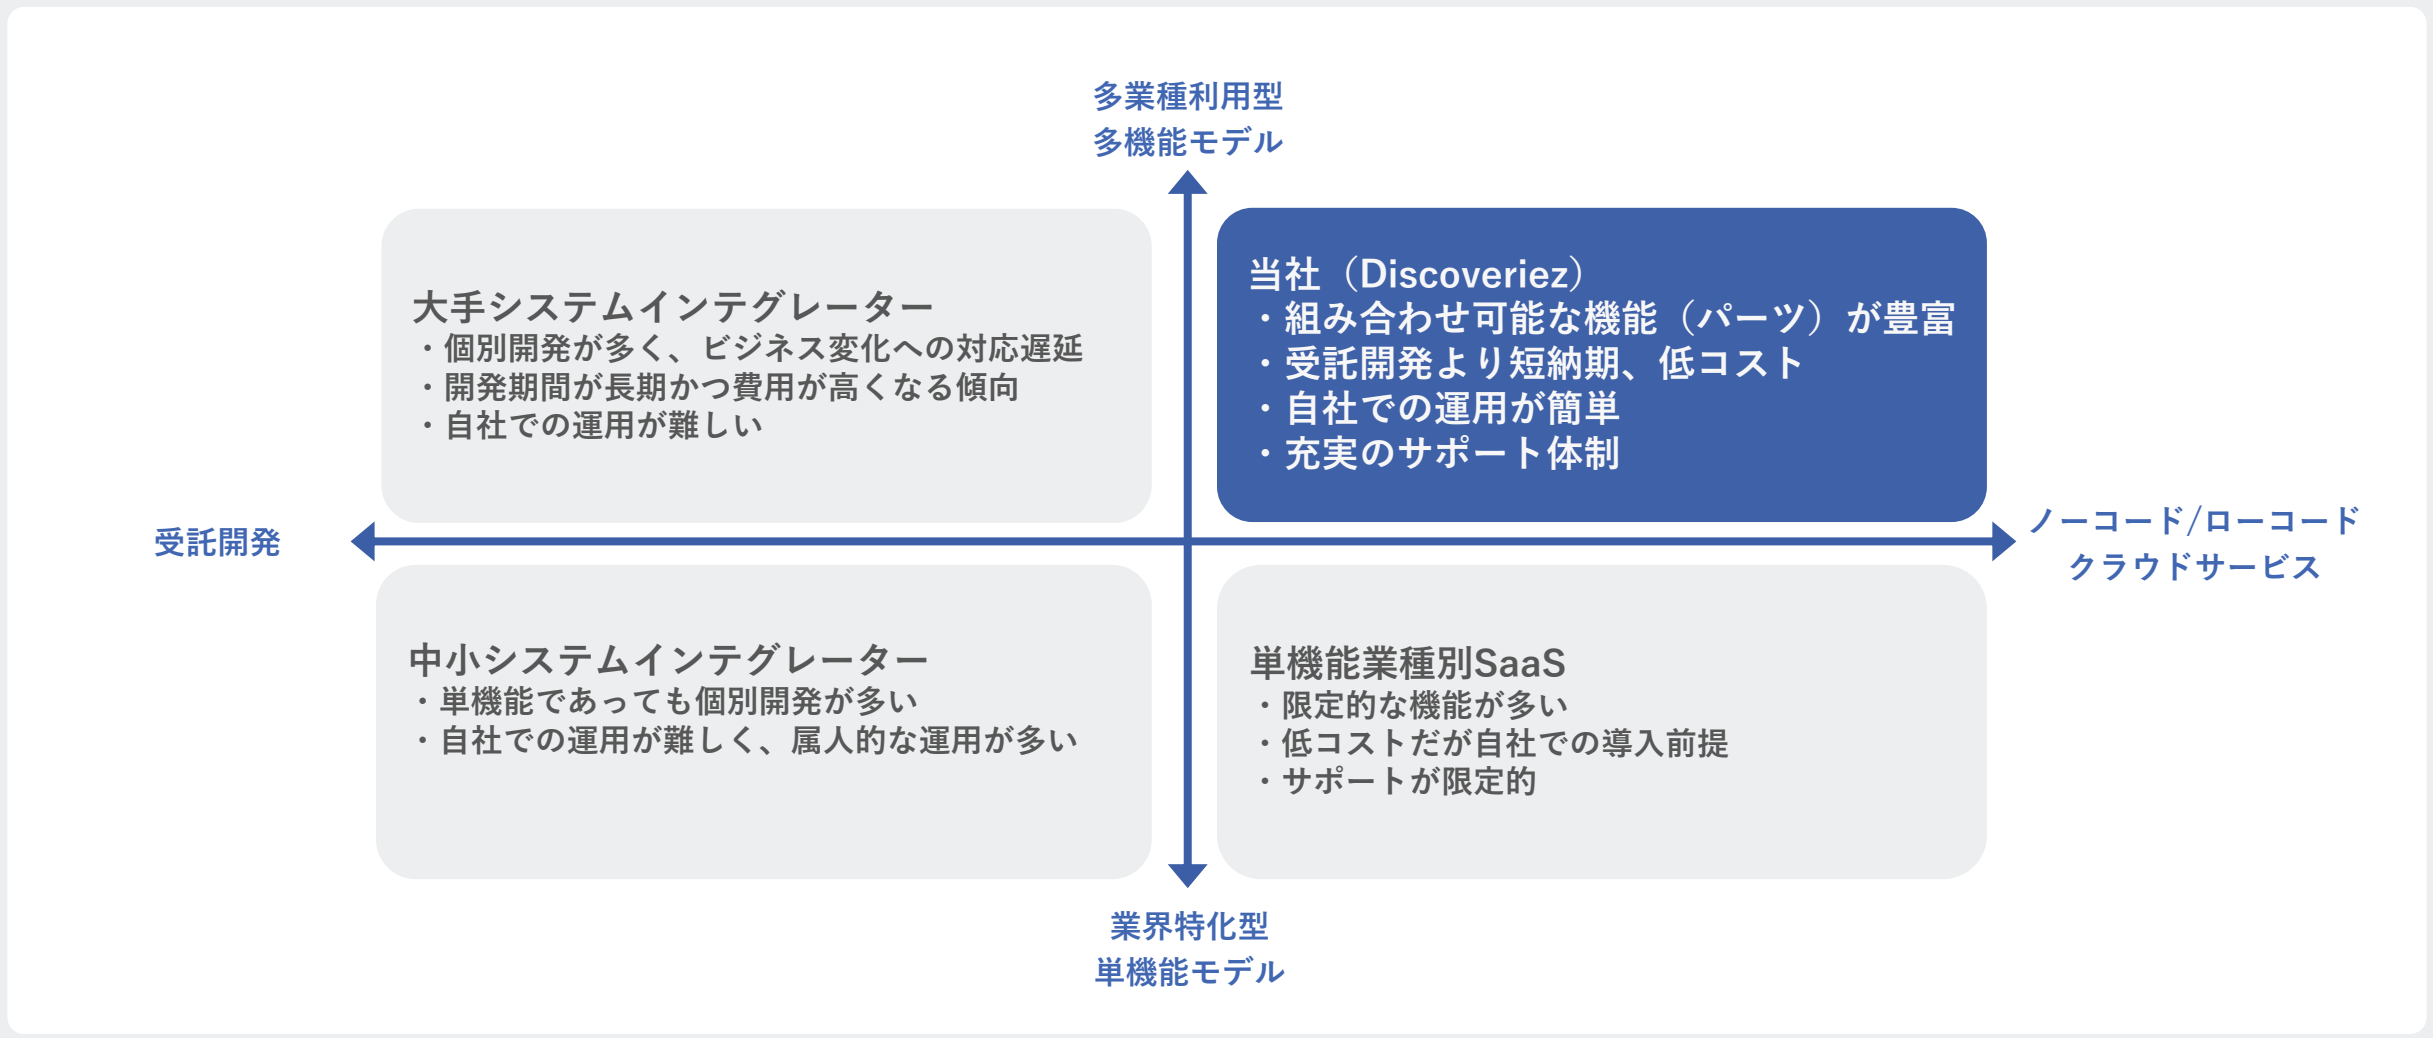 多業種利用型
多機能モデル
大手システムインテグレーター
・個別開発が多く、ビジネス変化への対応遅延
・開発期間が長期かつ費用が高くなる傾向
・自社での運用が難しい
当社（Discoveriez）
・組み合わせ可能な機能（パーツ）が豊富
・受託開発より短納期、低コスト
・自社での運用が簡単
・充実のサポート体制
受託開発
ノーコード/ローコード
クラウドサービス
中小システムインテグレーター
・単機能であっても個別開発が多い
・自社での運用が難しく、属人的な運用が多い
単機能業種別SaaS
・限定的な機能が多い
・低コストだが自社での導入前提
・サポートが限定的
業界特化型
単機能モデル